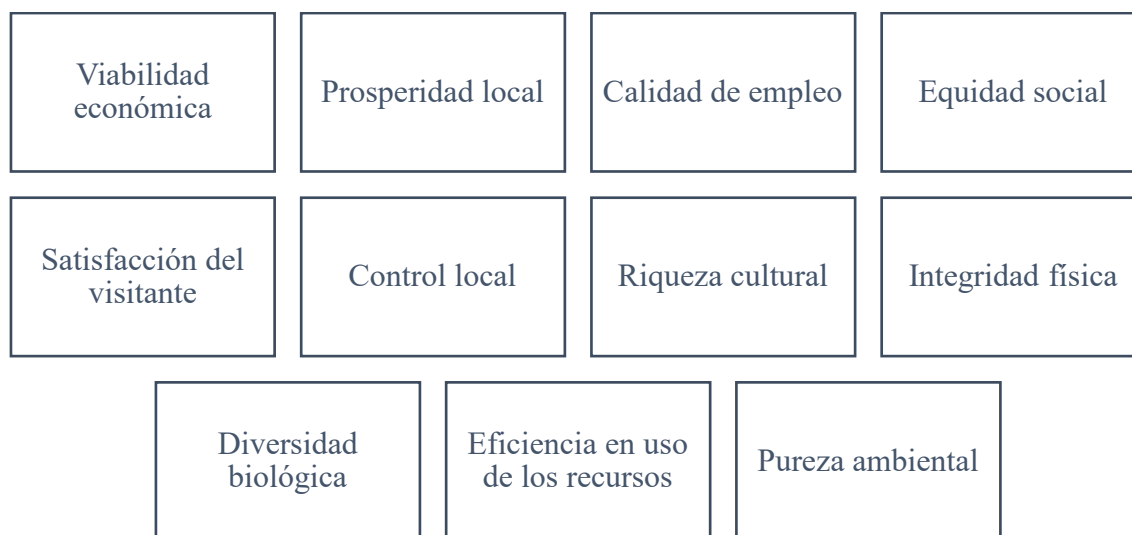 Viabilidad
económica
Prosperidad local
Calidad de empleo
Equidad social
Satisfacción del
visitante
Control local
Riqueza cultural
Integridad física
Diversidad
biológica
Eficiencia en uso
de los recursos
Pureza ambiental